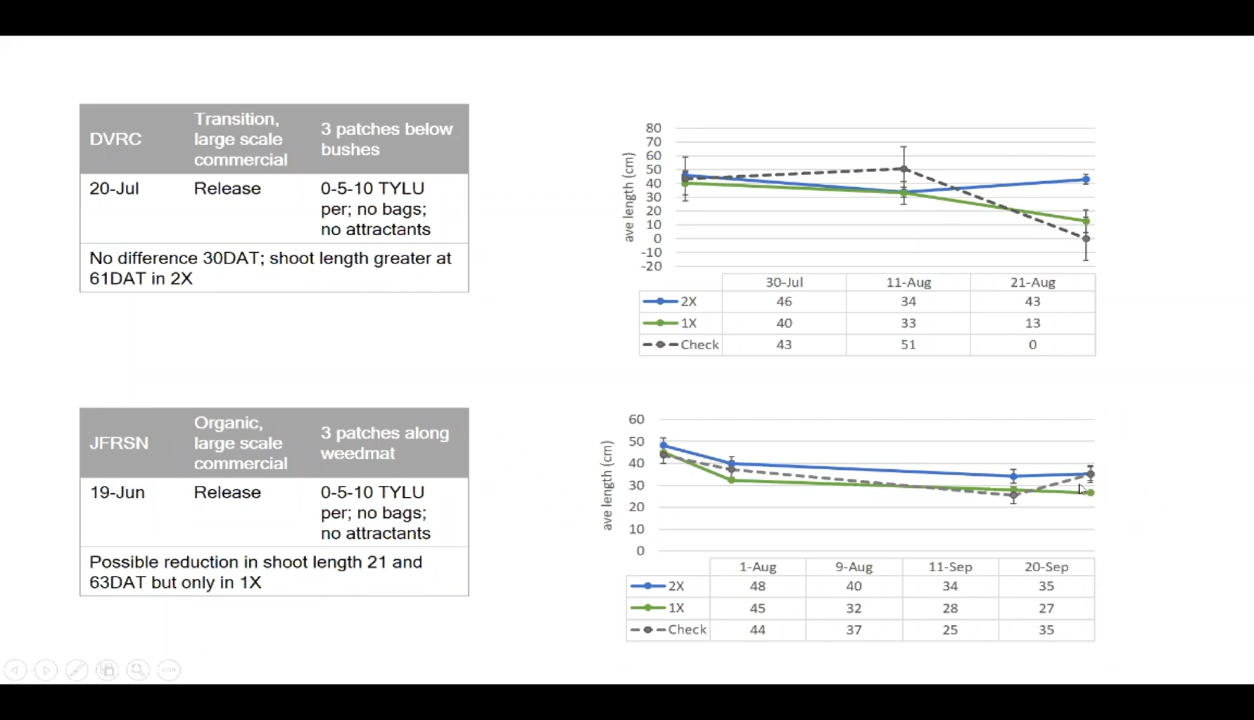 DVRC
Transition,
large scale
commercial
3 patches below
bushes
20-Jul
Release
0-5-10 TYLU
per; no bags;
no attractants
No difference 30DAT; shoot length greater at
61DAT in 2X
ave length (cm)
80
70
60
50
40
30
20
10
0
-10
-20
30-Jul 11-Aug 21-Aug
2X 46 34 43
1X 40 33 13
Check 43 51 0
JFRSN
Organic,
large scale
commercial
3 patches along
weedmat
19-Jun
Release
0-5-10 TYLU
per; no bags;
no attractants
Possible reduction in shoot length 21 and
63DAT but only in 1X
ave length (cm)
60
50
40
30
20
10
0
1-Aug 9-Aug 11-Sep 20-Sep
2X 48 40 34 35
1X 45 32 28 27
Check 44 37 25 35